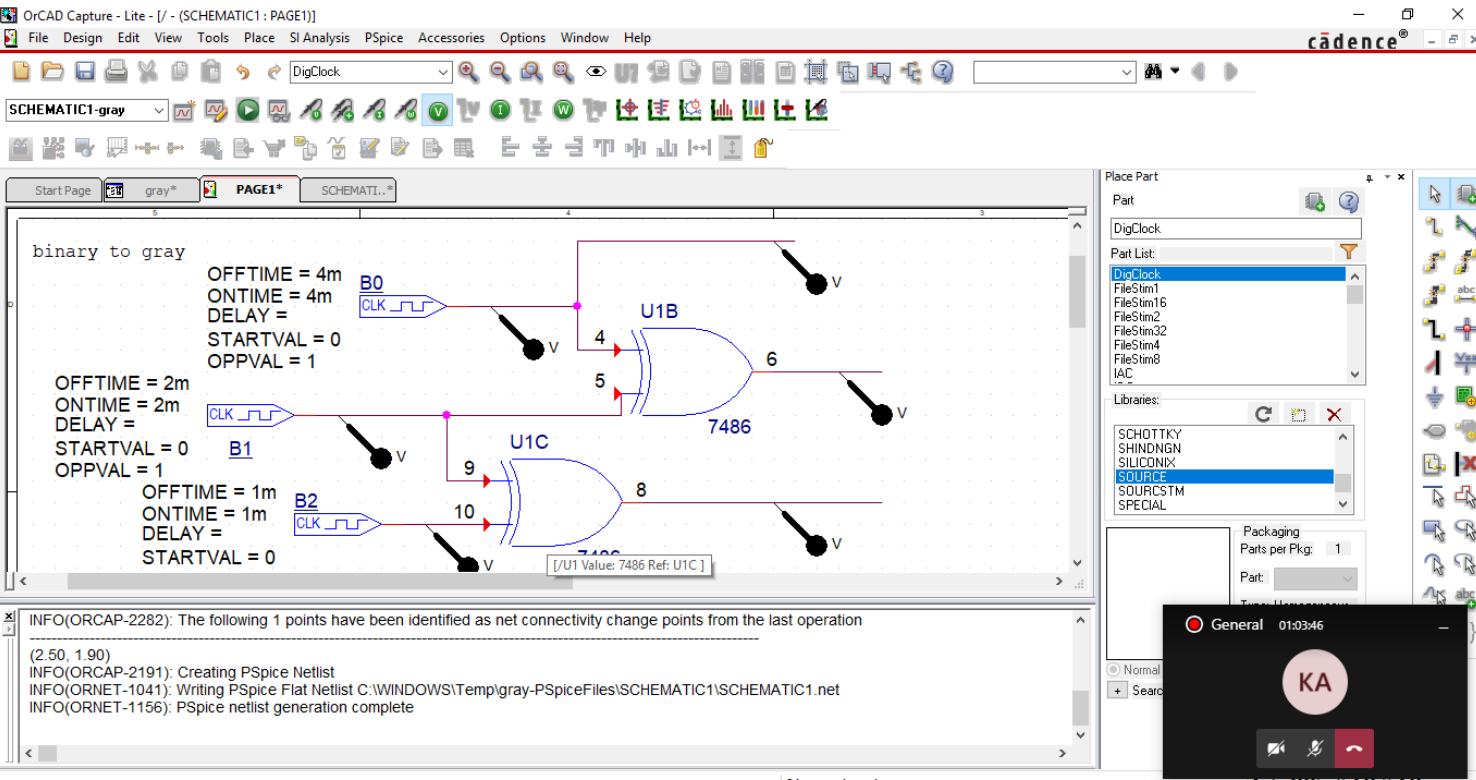 OrCAD Capture - Lite - [/ - (SCHEMATIC1 : PAGE1)]
File Design Edit View Tools Place SI Analysis PSpice Accessories Options Window Help
cādence®
DigClock
SCHEMATIC1-gray
Start Page
gray*
PAGE1*
SCHEMATI..*
5
4
3
binary to gray
OFFTIME = 4m
ONTIME = 4m
DELAY =
STARTVAL = 0
OPPVAL = 1
B0
CLK
V
V
U1B
4
5
6
7486
V
OFFTIME = 2m
ONTIME = 2m
DELAY =
STARTVAL = 0
OPPVAL = 1
CLK
B1
V
U1C
9
10
8
7486
V
OFFTIME = 1m
ONTIME = 1m
DELAY =
STARTVAL = 0
B2
CLK
V
[/U1 Value: 7486 Ref: U1C ]
INFO(ORCAP-2282): The following 1 points have been identified as net connectivity change points from the last operation
(2.50, 1.90)
INFO(ORCAP-2191): Creating PSpice Netlist
INFO(ORNET-1041): Writing PSpice Flat Netlist C:\WINDOWS\Temp\gray-PSpiceFiles\SCHEMATIC1\SCHEMATIC1.net
INFO(ORNET-1156): PSpice netlist generation complete
Place Part
Part
DigClock
Part List:
DigClock
FileStim1
FileStim16
FileStim2
FileStim32
FileStim4
FileStim8
IAC
Libraries:
SCHOTTKY
SHINDNGN
SILICONIX
SOURCE
SOURCSTM
SPECIAL
Packaging
Parts per Pkg: 1
Part:
Normal
General 01:03:46
KA